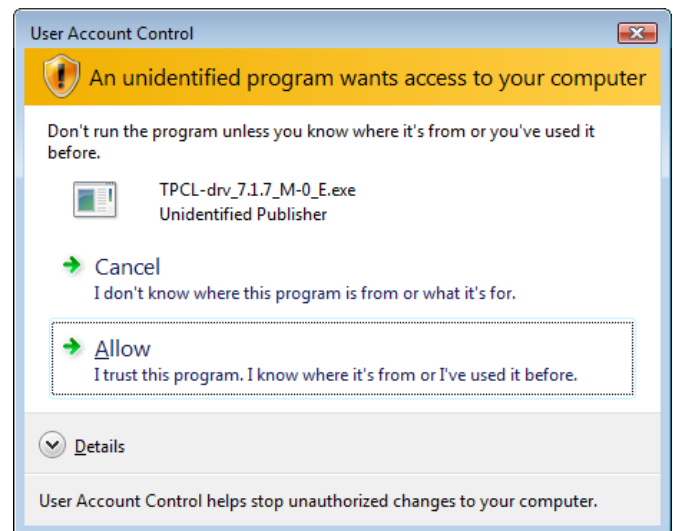 User Account Control
An unidentified program wants access to your computer
Don't run the program unless you know where it's from or you've used it
before.
TPCL-drv_7.1.7_M-0_E.exe
Unidentified Publisher
Cancel
I don't know where this program is from or what it's for.
Allow
I trust this program. I know where it's from or I've used it before.
Details
User Account Control helps stop unauthorized changes to your computer.